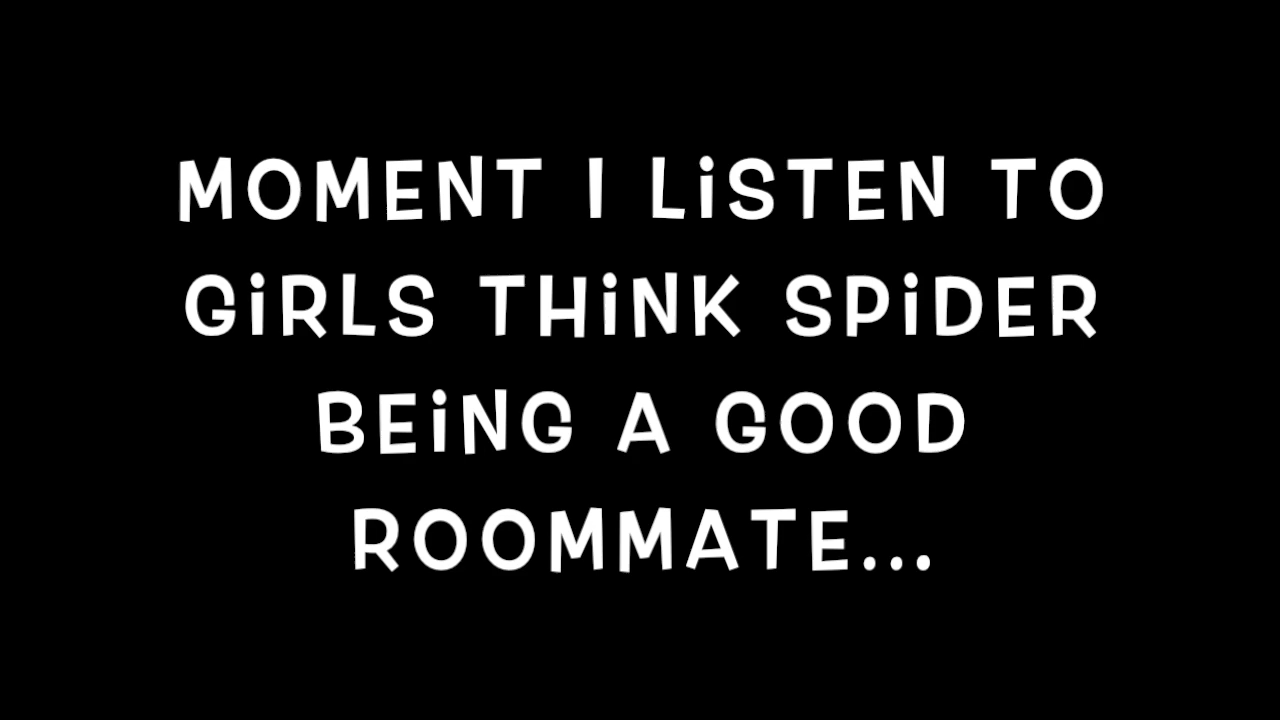 MOMENT I LiSTEN TO
GiRLS THiNK SPiDER
BEiNG A GOOD
ROOMMATE...